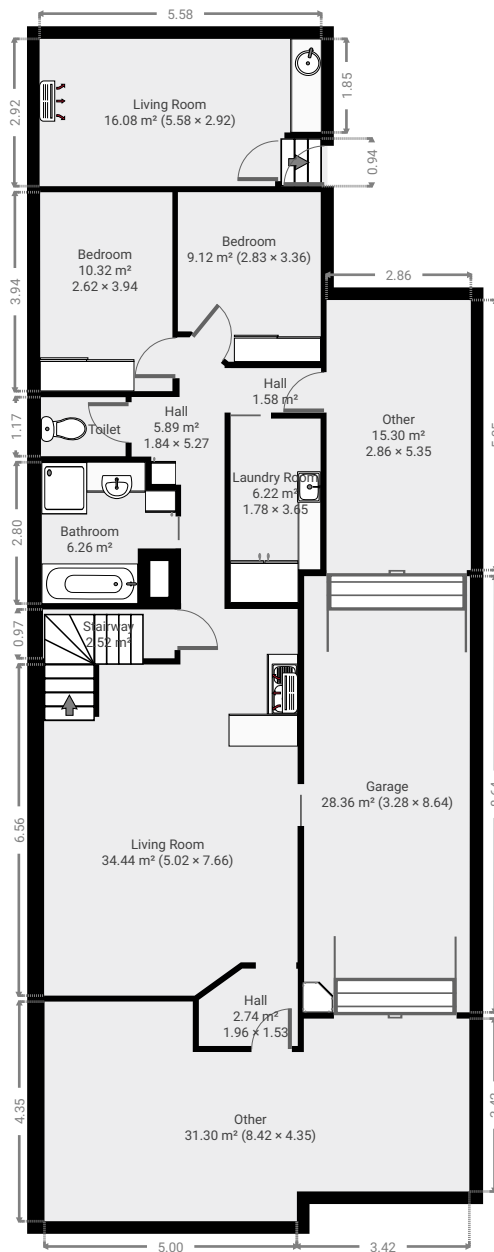 5.58
2.92
Living Room
16.08 m² (5.58 × 2.92)
1.85
0.94
3.94
Bedroom
10.32 m²
2.62 × 3.94
Bedroom
9.12 m² (2.83 × 3.36)
2.86
Hall
1.58 m²
1.17
Toilet
Hall
5.89 m²
1.84 × 5.27
Other
15.30 m²
2.86 × 5.35
Laundry Room
6.22 m²
1.78 × 3.65
2.80
Bathroom
6.26 m²
0.97
Stairway
2.52 m²
6.56
Garage
28.36 m² (3.28 × 8.64)
Living Room
34.44 m² (5.02 × 7.66)
Hall
2.74 m²
1.96 × 1.53
4.35
Other
31.30 m² (8.42 × 4.35)
5.00
3.42